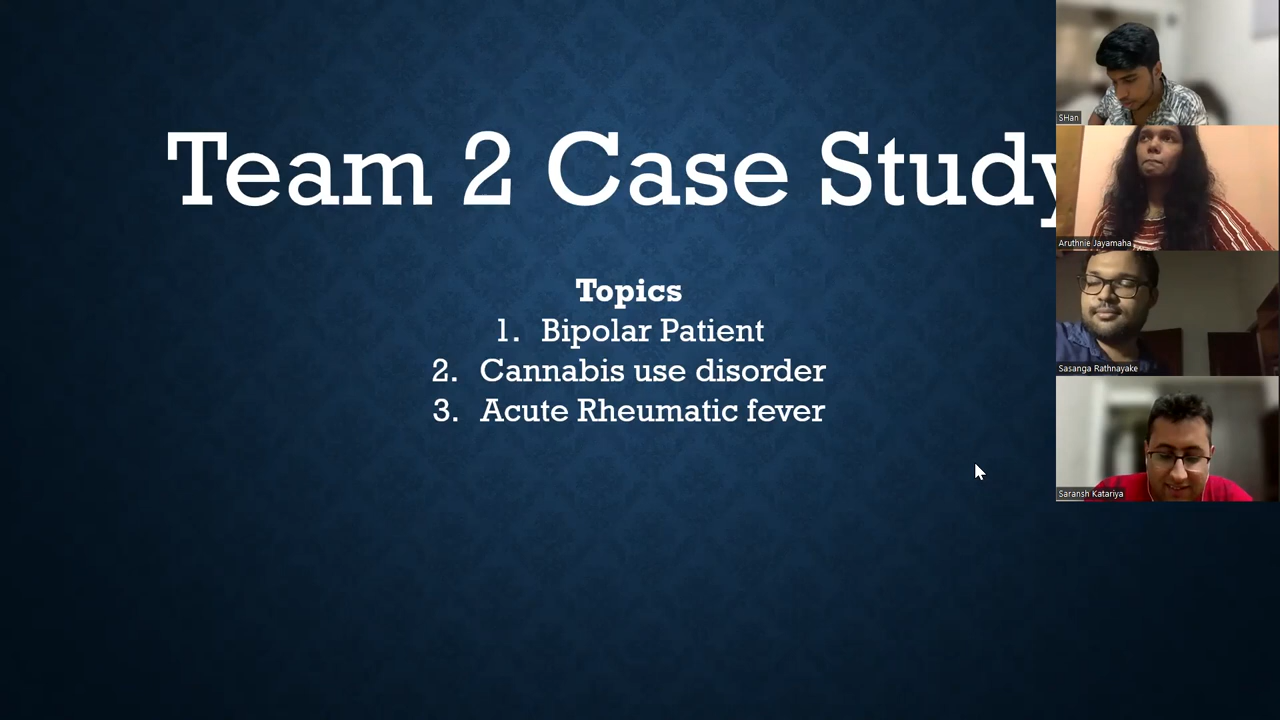 Team 2 Case Study
Topics
1. Bipolar Patient
2. Cannabis use disorder
3. Acute Rheumatic fever
SHan
Aruthnie Jayamaha
Sasanga Rathnayake
Saransh Katariya